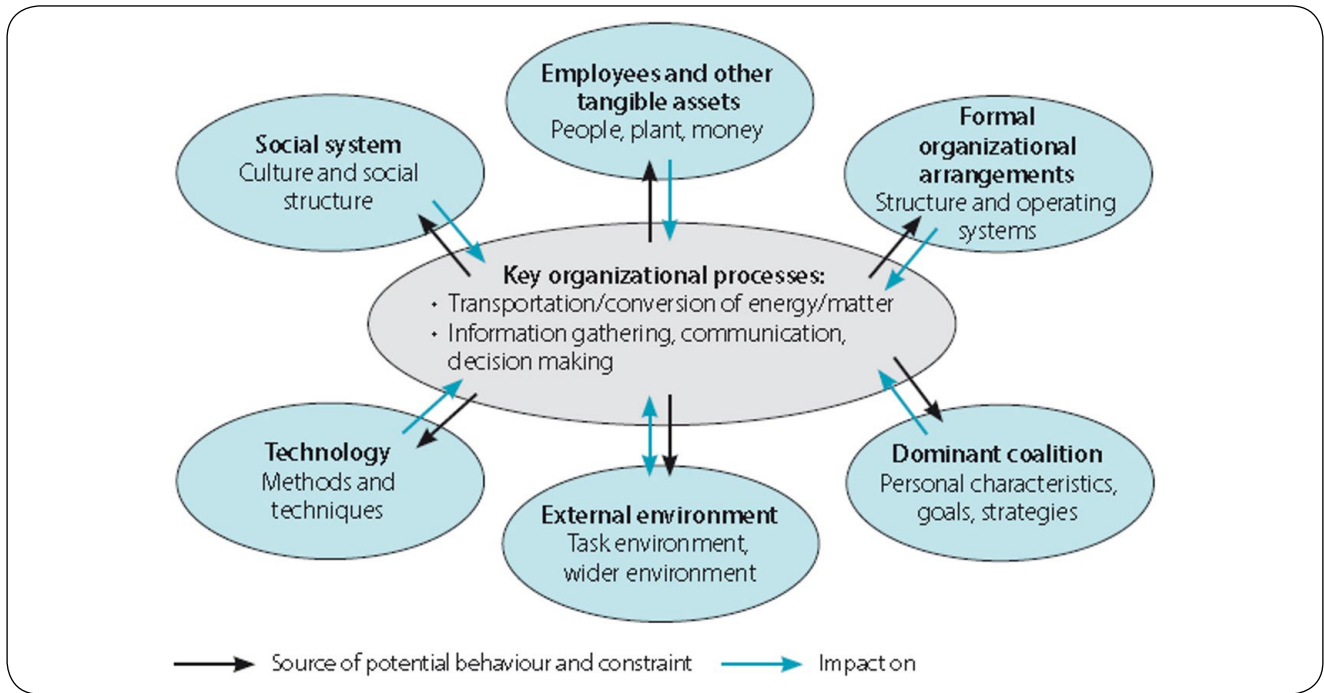 Employees and other
tangible assets
People, plant, money
Social system
Culture and social
structure
Formal
organizational
arrangements
Structure and operating
systems
Key organizational processes:
• Transportation/conversion of energy/matter
• Information gathering, communication,
decision making
Technology
Methods and
techniques
External environment
Task environment,
wider environment
Dominant coalition
Personal characteristics,
goals, strategies
Source of potential behaviour and constraint
Impact on